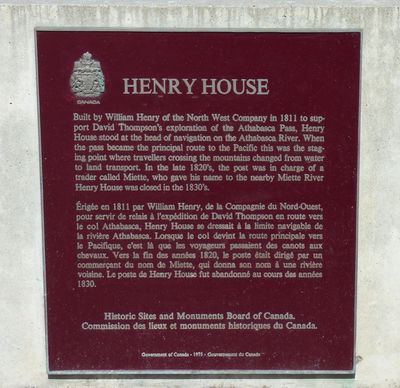 CANADA
HENRY HOUSE
Built by William Henry of the North West Company in 1811 to sup-
port David Thompson's exploration of the Athabasca Pass, Henry
House stood at the head of navigation on the Athabasca River. When
the pass became the principal route to the Pacific this was the stag-
ing point where travellers crossing the mountains changed from water
to land transport. In the late 1820's, the post was in charge of a
trader called Miette, who gave his name to the nearby Miette River
Henry House was closed in the 1830's.
Érigée en 1811 par William Henry, de la Compagnie du Nord-Ouest,
pour servir de relais à l'expédition de David Thompson en route vers
le col Athabasca, Henry House se dressait à la limite navigable de
la rivière Athabasca. Lorsque le col devint la route principale vers
le Pacifique, c'est là que les voyageurs passaient des canots aux
chevaux. Vers la fin des années 1820, le poste était dirigé par un
commerçant du nom de Miette, qui donna son nom à une rivière
voisine. Le poste de Henry House fut abandonné au cours des années
1830.
Historic Sites and Monuments Board of Canada.
Commission des lieux et monuments historiques du Canada.
Government of Canada - 1975 - Gouvernement du Canada